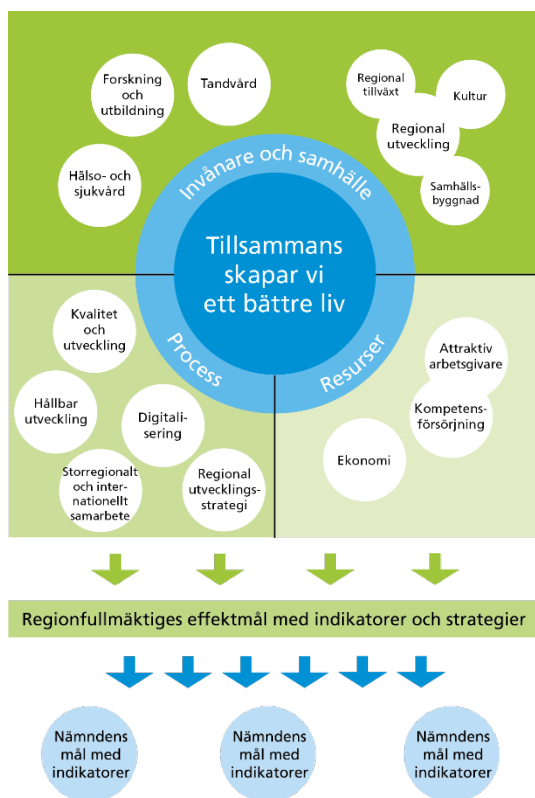 Forskning
och
utbildning
Tandvård
Hälso- och
sjukvård
Regional
tillväxt
Kultur
Regional
utveckling
Samhälls-
byggnad
Invånare och samhälle
Tillsammans
skapar vi
ett bättre liv
Process
Resurser
Kvalitet
och
utveckling
Hållbar
utveckling
Digitali-
sering
Storregionalt
och inter-
nationellt
samarbete
Regional
utvecklings-
strategi
Attraktiv
arbetsgivare
Kompetens-
försörjning
Ekonomi
Regionfullmäktiges effektmål med indikatorer och strategier
Nämndens
mål med
indikatorer
Nämndens
mål med
indikatorer
Nämndens
mål med
indikatorer